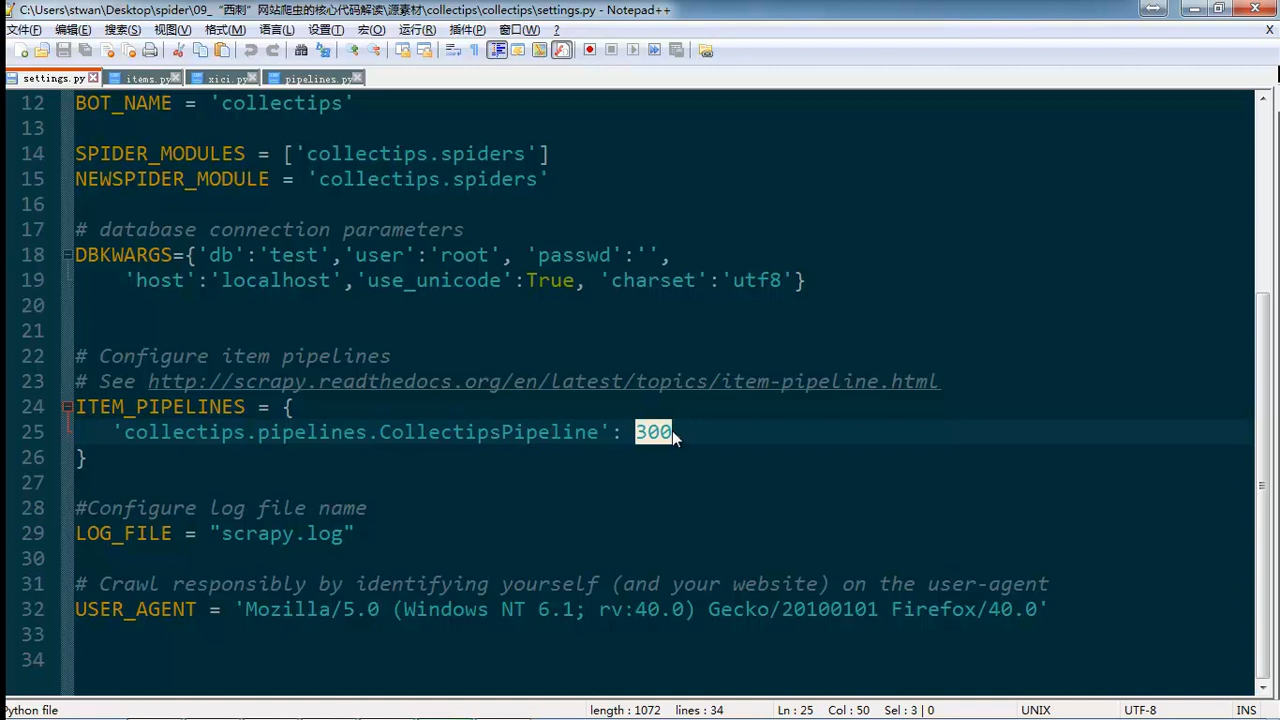 C:\Users\stwan\Desktop\spider\09_“西刺”网站爬虫的核心代码解读\源素材\collectips\collectips\settings.py - Notepad++
文件(F) 编辑(E) 搜索(S) 视图(V) 格式(M) 语言(L) 设置(T) 宏(O) 运行(R) 插件(P) 窗口(W) ? X
settings.py items.py xici.py pipelines.py
12 BOT_NAME = 'collectips'
13
14 SPIDER_MODULES = ['collectips.spiders']
15 NEWSPIDER_MODULE = 'collectips.spiders'
16
17 # database connection parameters
18 DBKWARGS={'db':'test','user':'root', 'passwd':'',
19 'host':'localhost','use_unicode':True, 'charset':'utf8'}
20
21
22 # Configure item pipelines
23 # See http://scrapy.readthedocs.org/en/latest/topics/item-pipeline.html
24 ITEM_PIPELINES = {
25 'collectips.pipelines.CollectipsPipeline': 300
26 }
27
28 #Configure log file name
29 LOG_FILE = "scrapy.log"
30
31 # Crawl responsibly by identifying yourself (and your website) on the user-agent
32 USER_AGENT = 'Mozilla/5.0 (Windows NT 6.1; rv:40.0) Gecko/20100101 Firefox/40.0'
33
34
Python file length : 1072 lines : 34 Ln : 25 Col : 50 Sel : 3 | 0 UNIX UTF-8 INS